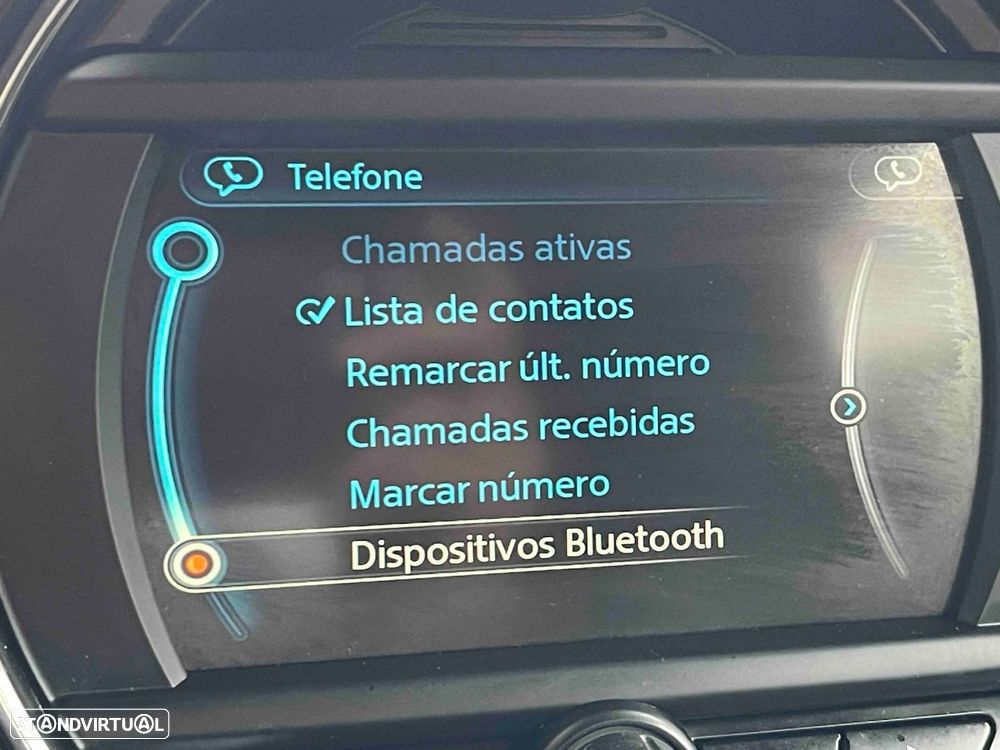 Telefone
Chamadas ativas
Lista de contatos
Remarcar últ. número
Chamadas recebidas
Marcar número
Dispositivos Bluetooth
STANDVIRTUAL